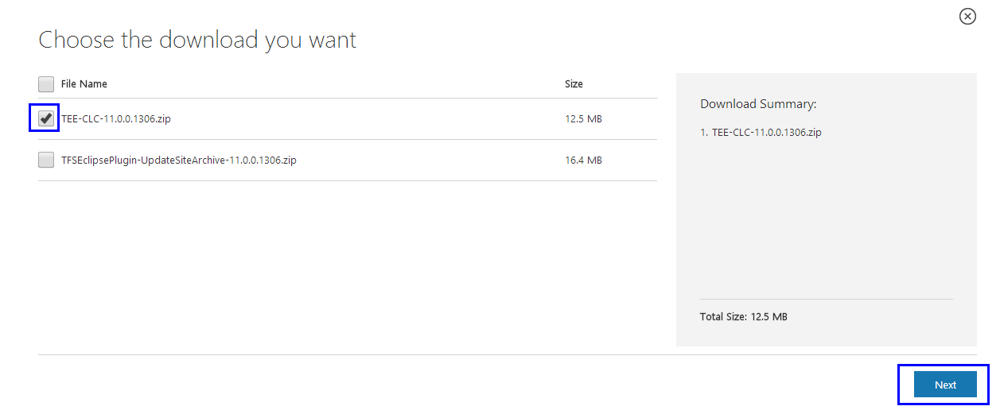 Choose the download you want
File Name Size
TEE-CLC-11.0.0.1306.zip 12.5 MB
TFSEclipsePlugin-UpdateSiteArchive-11.0.0.1306.zip 16.4 MB
Download Summary:
1. TEE-CLC-11.0.0.1306.zip
Total Size: 12.5 MB
Next